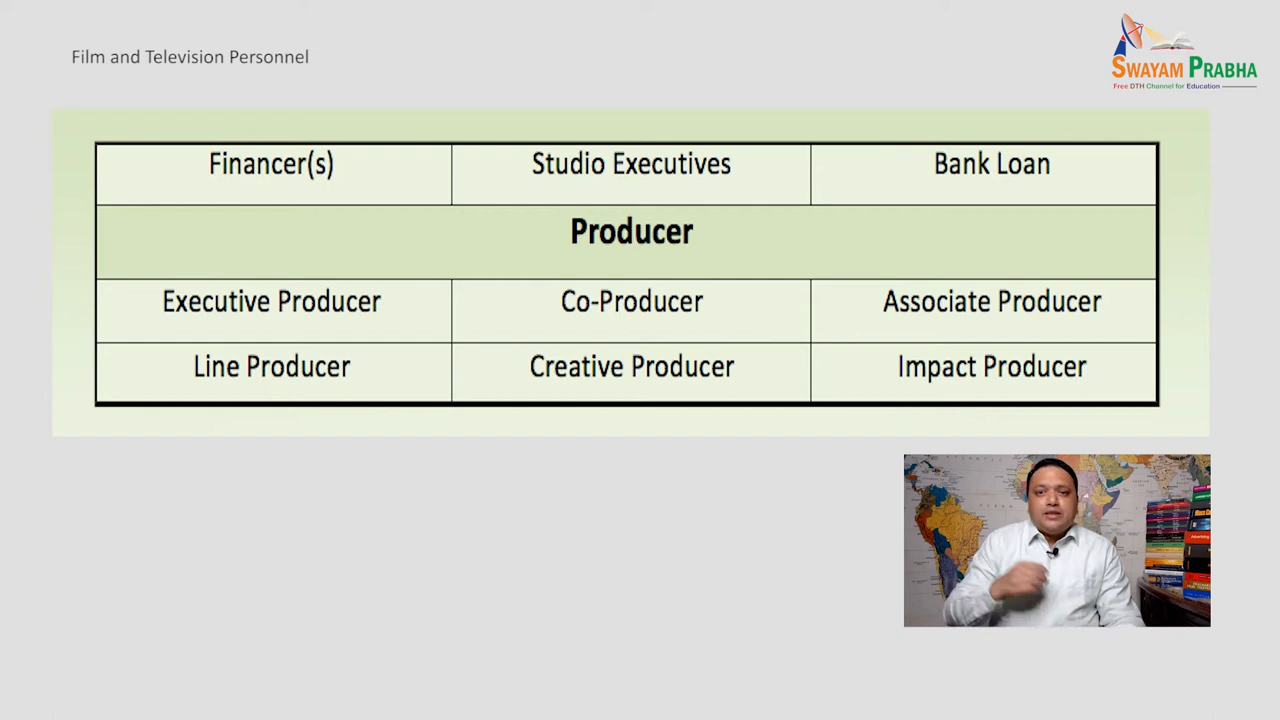 Film and Television Personnel
SWAYAM PRABHA
Free DTH Channel for Education
Financer(s) Studio Executives Bank Loan
Producer
Executive Producer Co-Producer Associate Producer
Line Producer Creative Producer Impact Producer